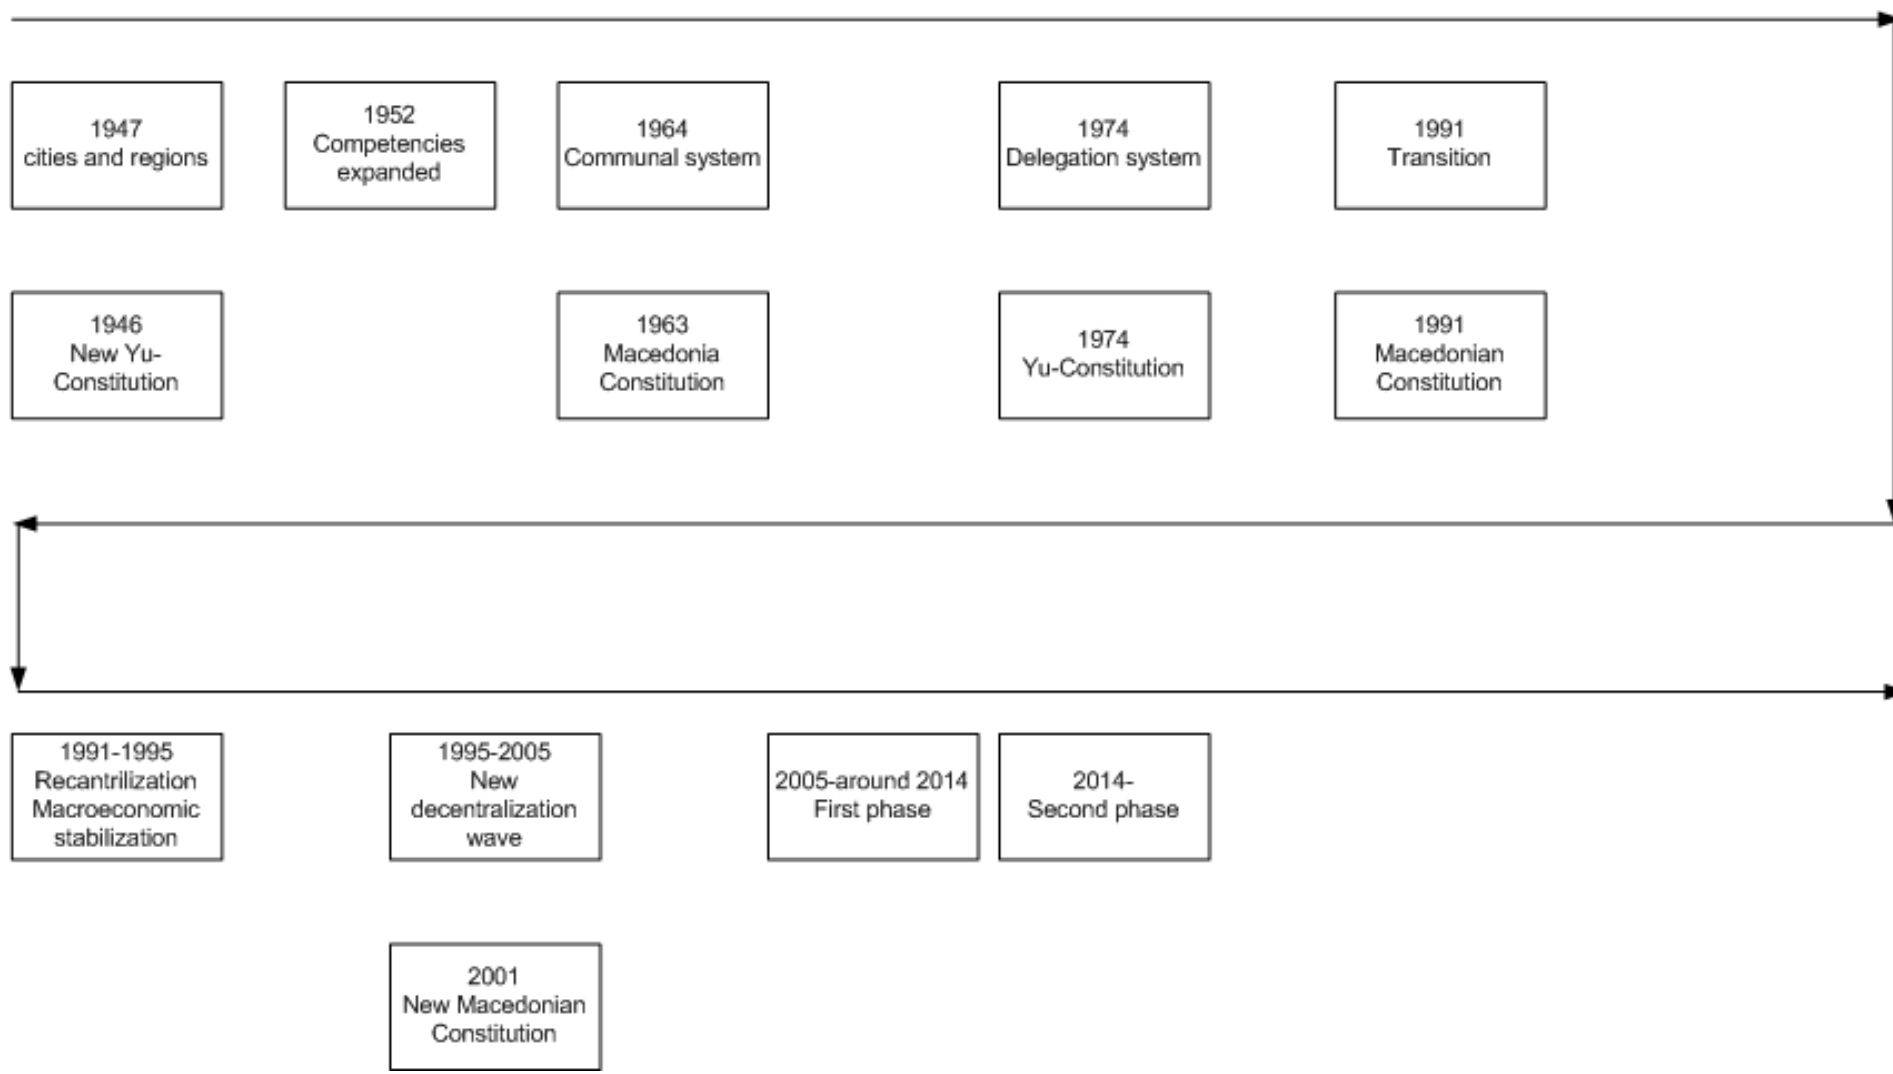 1947
cities and regions
1952
Competencies
expanded
1964
Communal system
1974
Delegation system
1991
Transition
1946
New Yu-
Constitution
1963
Macedonia
Constitution
1974
Yu-Constitution
1991
Macedonian
Constitution
1991-1995
Recantrilization
Macroeconomic
stabilization
1995-2005
New
decentralization
wave
2005-around 2014
First phase
2014-
Second phase
2001
New Macedonian
Constitution